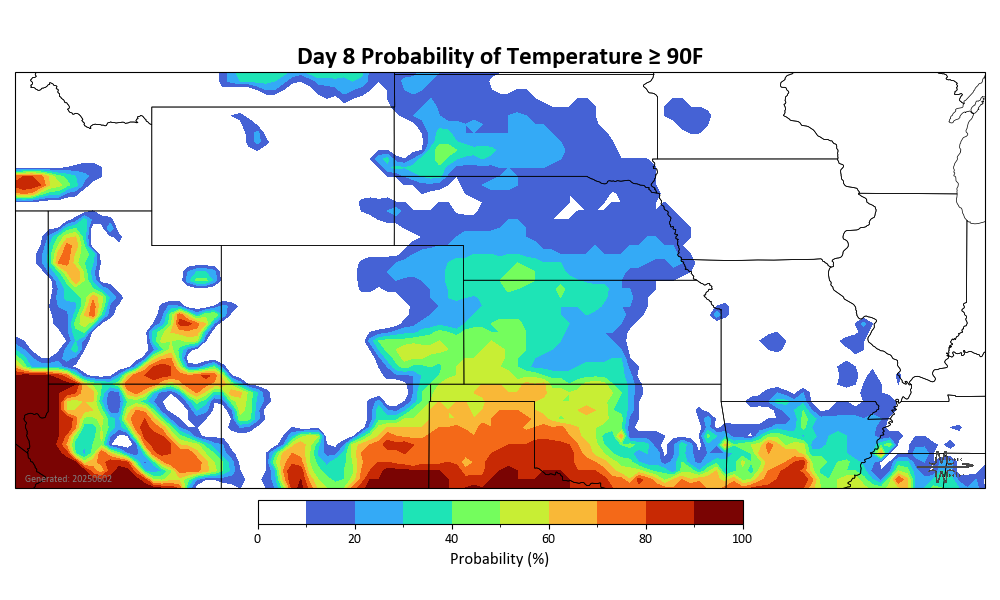 Day 8 Probability of Temperature ≥ 90F
Generated: 20250602
0 20 40 60 80 100
Probability (%)